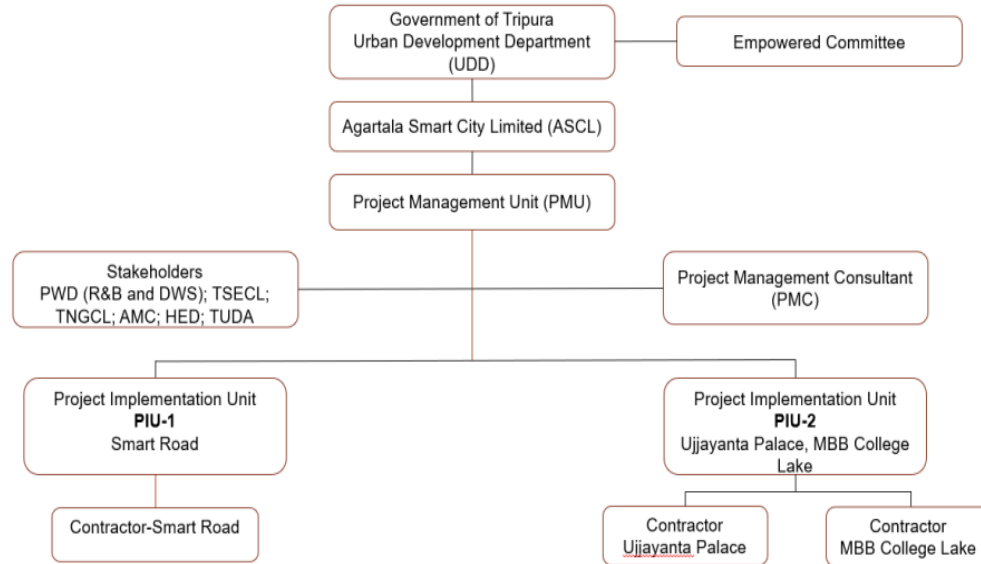 Government of Tripura
Urban Development Department
(UDD)
Empowered Committee
Agartala Smart City Limited (ASCL)
Project Management Unit (PMU)
Stakeholders
PWD (R&B and DWS); TSECL;
TNGCL; AMC; HED; TUDA
Project Management Consultant
(PMC)
Project Implementation Unit
PIU-1
Smart Road
Project Implementation Unit
PIU-2
Ujjayanta Palace, MBB College
Lake
Contractor-Smart Road
Contractor
Ujjayanta Palace
Contractor
MBB College Lake